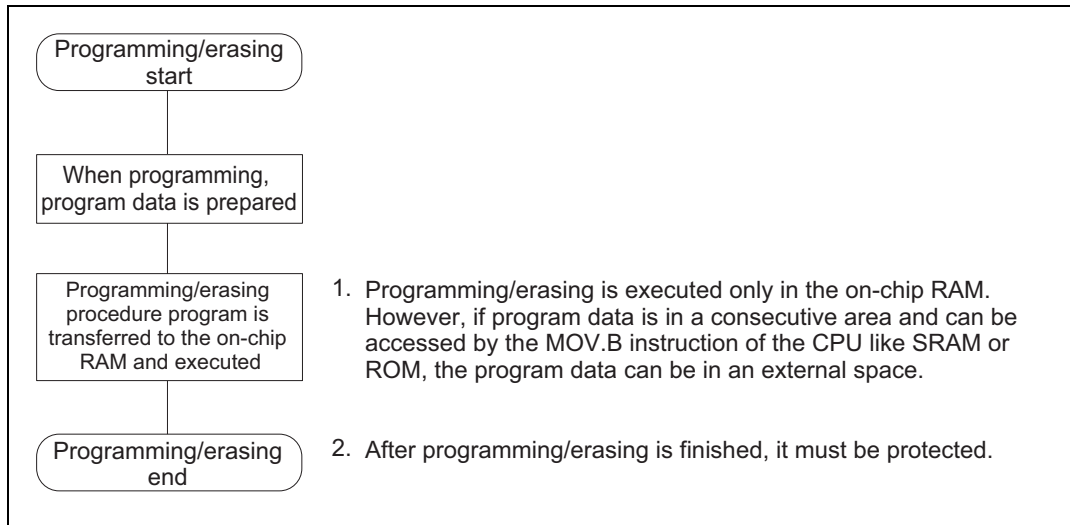 Programming/erasing
start
When programming,
program data is prepared
Programming/erasing
procedure program is
transferred to the on-chip
RAM and executed
1. Programming/erasing is executed only in the on-chip RAM.
However, if program data is in a consecutive area and can be
accessed by the MOV.B instruction of the CPU like SRAM or
ROM, the program data can be in an external space.
Programming/erasing
end
2. After programming/erasing is finished, it must be protected.